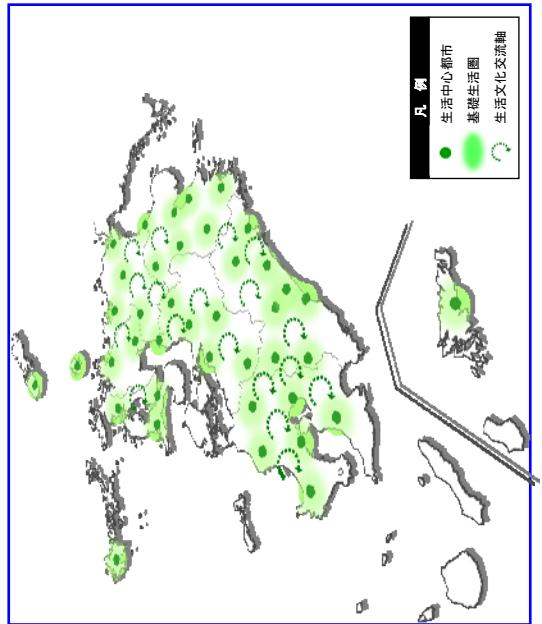 凡例
生活中心都市
基礎生活圏
生活文化交流軸